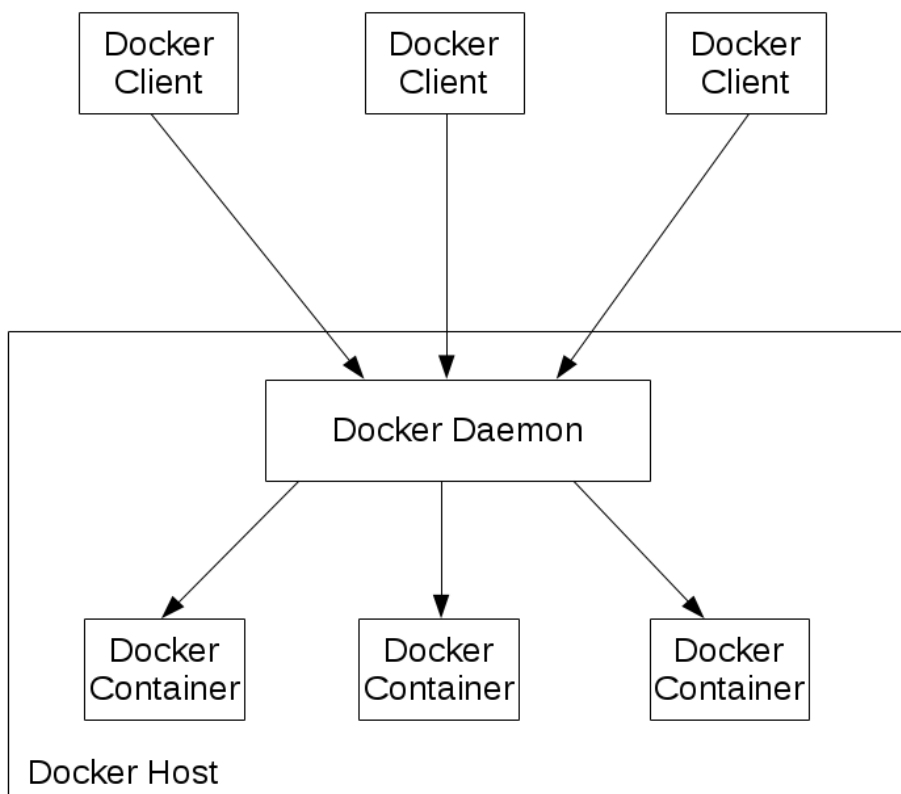 Docker
Client
Docker
Client
Docker
Client
Docker Daemon
Docker
Container
Docker
Container
Docker
Container
Docker Host